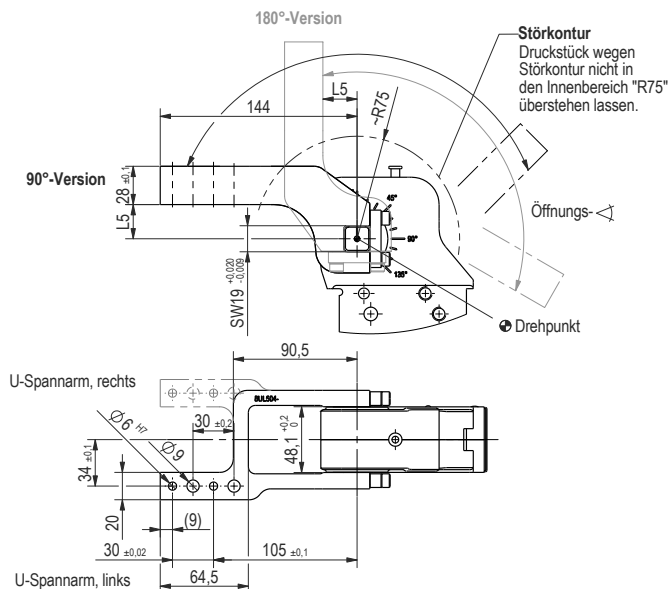 180°-Version
Störkontur
Druckstück wegen
Störkontur nicht in
den Innenbereich "R75"
überstehen lassen.
L5
~R75
144
90°-Version
28 ±0,1
L5
45°
90°
135°
Öffnungs-
SW19 +0,020 -0,009
Drehpunkt
90,5
U-Spannarm, rechts
8UL504-
Ø6 H7
Ø9
30 ±0,2
48,1 +0,2 0
34 ±0,1
20
(9)
30 ±0,02
105 ±0,1
64,5
U-Spannarm, links